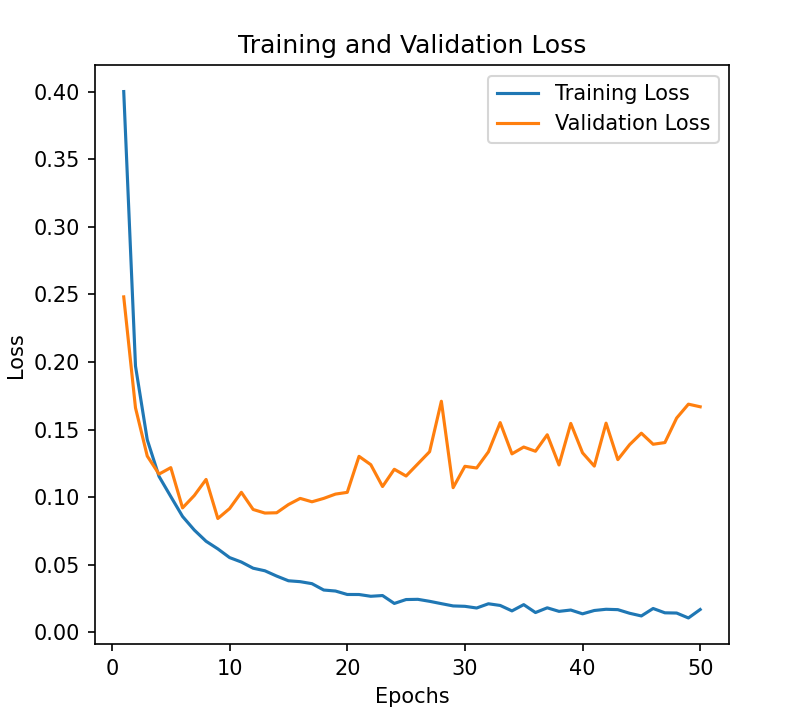 Training and Validation Loss
Training Loss
Validation Loss
0.40
0.35
0.30
0.25
0.20
0.15
0.10
0.05
0.00
Loss
0 10 20 30 40 50
Epochs